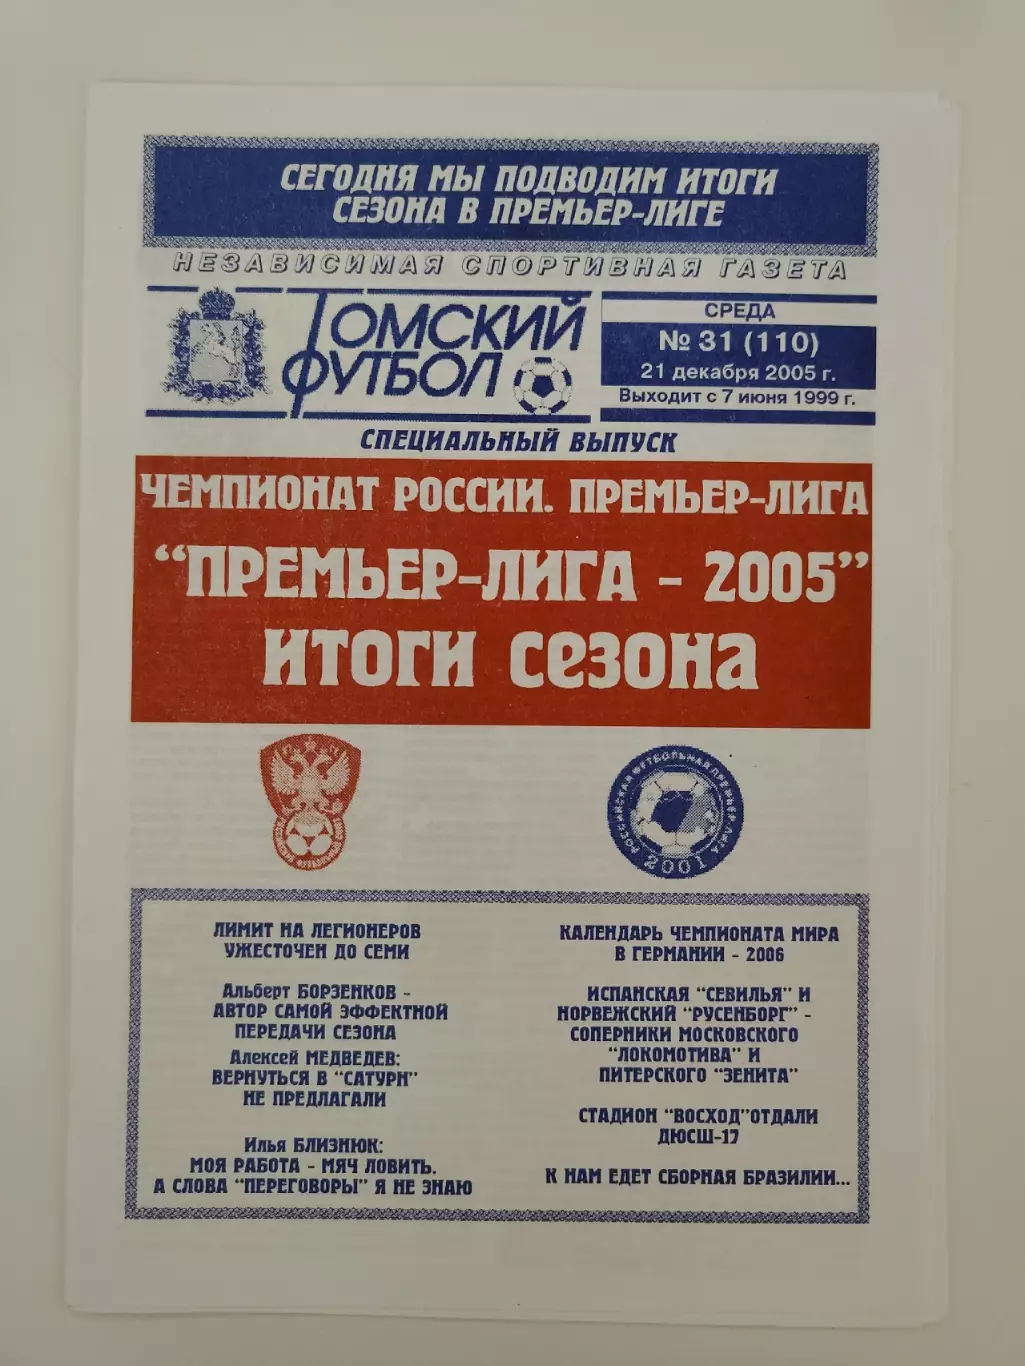 СЕГОДНЯ МЫ ПОДВОДИМ ИТОГИ
СЕЗОНА В ПРЕМЬЕР-ЛИГЕ
НЕЗАВИСИМАЯ СПОРТИВНАЯ ГАЗЕТА
ТОМСКИЙ
ФУТБОЛ
СРЕДА
№ 31 (110)
21 декабря 2005 г.
Выходит с 7 июня 1999 г.
СПЕЦИАЛЬНЫЙ ВЫПУСК
ЧЕМПИОНАТ РОССИИ. ПРЕМЬЕР-ЛИГА
“ПРЕМЬЕР-ЛИГА - 2005”
ИТОГИ СЕЗОНА
РОССИЙСКАЯ ФУТБОЛЬНАЯ ПРЕМЬЕР-ЛИГА
2001
ЛИМИТ НА ЛЕГИОНЕРОВ
УЖЕСТОЧЕН ДО СЕМИ
Альберт БОРЗЕНКОВ -
АВТОР САМОЙ ЭФФЕКТНОЙ
ПЕРЕДАЧИ СЕЗОНА
Алексей МЕДВЕДЕВ:
ВЕРНУТЬСЯ В "САТУРН"
НЕ ПРЕДЛАГАЛИ
Илья БЛИЗНЮК:
МОЯ РАБОТА - МЯЧ ЛОВИТЬ.
А СЛОВА "ПЕРЕГОВОРЫ" Я НЕ ЗНАЮ
КАЛЕНДАРЬ ЧЕМПИОНАТА МИРА
В ГЕРМАНИИ - 2006
ИСПАНСКАЯ "СЕВИЛЬЯ" И
НОРВЕЖСКИЙ "РУСЕНБОРГ" -
СОПЕРНИКИ МОСКОВСКОГО
"ЛОКОМОТИВА" И
ПИТЕРСКОГО "ЗЕНИТА"
СТАДИОН "ВОСХОД"ОТДАЛИ
ДЮСШ-17
К НАМ ЕДЕТ СБОРНАЯ БРАЗИЛИИ...